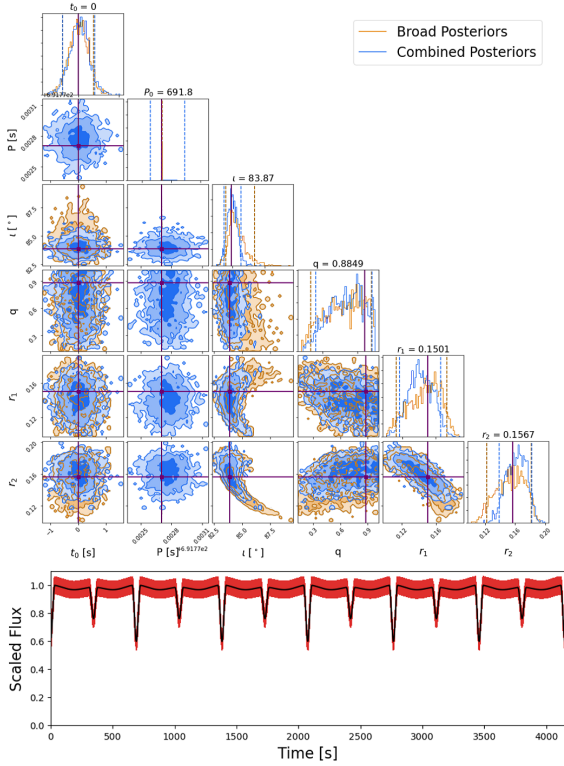 t₀ = 0
Broad Posteriors
Combined Posteriors
+6.9177e2
P₀ = 691.8
P [s]
0.0031
0.0028
0.0025
ι = 83.87
ι [°]
87.5
85.0
82.5
q = 0.8849
q
0.9
0.6
0.3
r₁ = 0.1501
r₁
0.16
0.12
r₂ = 0.1567
r₂
0.20
0.16
0.12
-1 0 1 0.0025 0.0028 0.0031 82.5 85.0 87.5 0.3 0.6 0.9 0.12 0.16 0.12 0.16 0.20
+6.9177e2
t₀ [s] P [s] ι [°] q r₁ r₂
Scaled Flux
1.0
0.8
0.6
0.4
0.2
0.0
0 500 1000 1500 2000 2500 3000 3500 4000
Time [s]